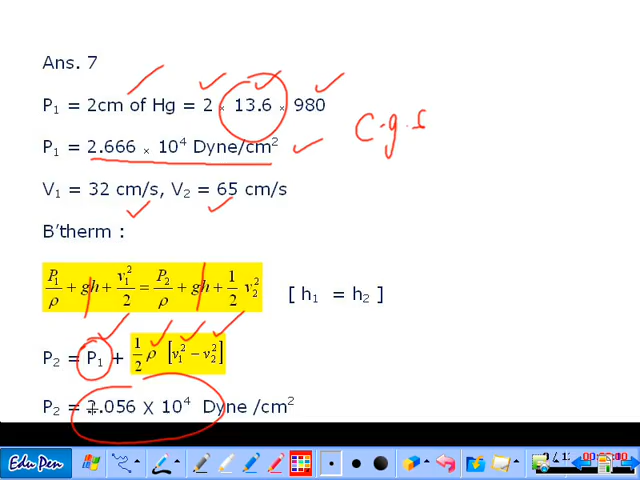 Ans. 7
P₁ = 2cm of Hg = 2 × 13.6 × 980
P₁ = 2.666 × 10⁴ Dyne/cm²
C.g.s
V₁ = 32 cm/s, V₂ = 65 cm/s
B'therm :
P₁/ρ + gh + v₁²/2 = P₂/ρ + gh + 1/2 v₂² [ h₁ = h₂ ]
P₂ = P₁ + 1/2 ρ [v₁² − v₂²]
P₂ = 2.056 X 10⁴ Dyne /cm²
Edu Pen